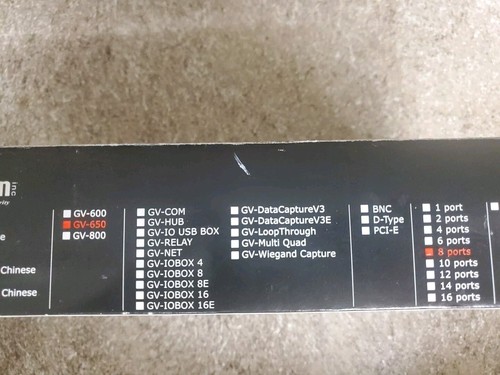 inc
GV-600
GV-650
GV-800
Chinese
Chinese
GV-COM
GV-HUB
GV-IO USB BOX
GV-RELAY
GV-NET
GV-IOBOX 4
GV-IOBOX 8
GV-IOBOX 8E
GV-IOBOX 16
GV-IOBOX 16E
GV-DataCaptureV3
GV-DataCaptureV3E
GV-LoopThrough
GV-Multi Quad
GV-Wiegand Capture
BNC
D-Type
PCI-E
1 port
2 ports
4 ports
6 ports
8 ports
10 ports
12 ports
14 ports
16 ports